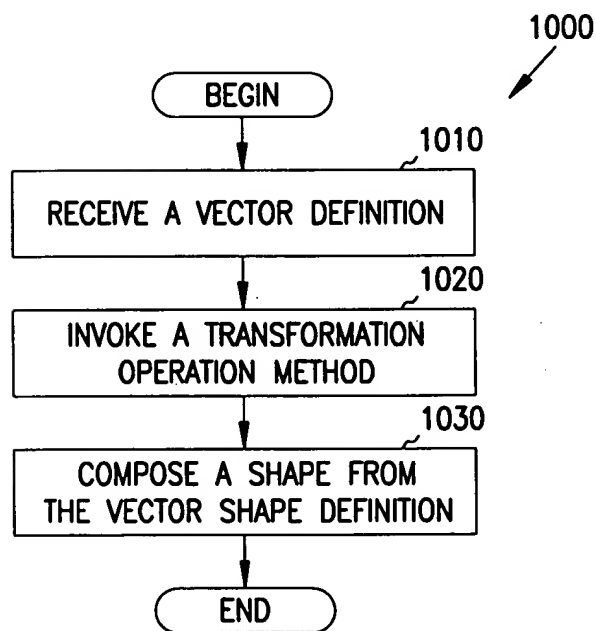 1000
BEGIN
1010
RECEIVE A VECTOR DEFINITION
1020
INVOKE A TRANSFORMATION
OPERATION METHOD
1030
COMPOSE A SHAPE FROM
THE VECTOR SHAPE DEFINITION
END